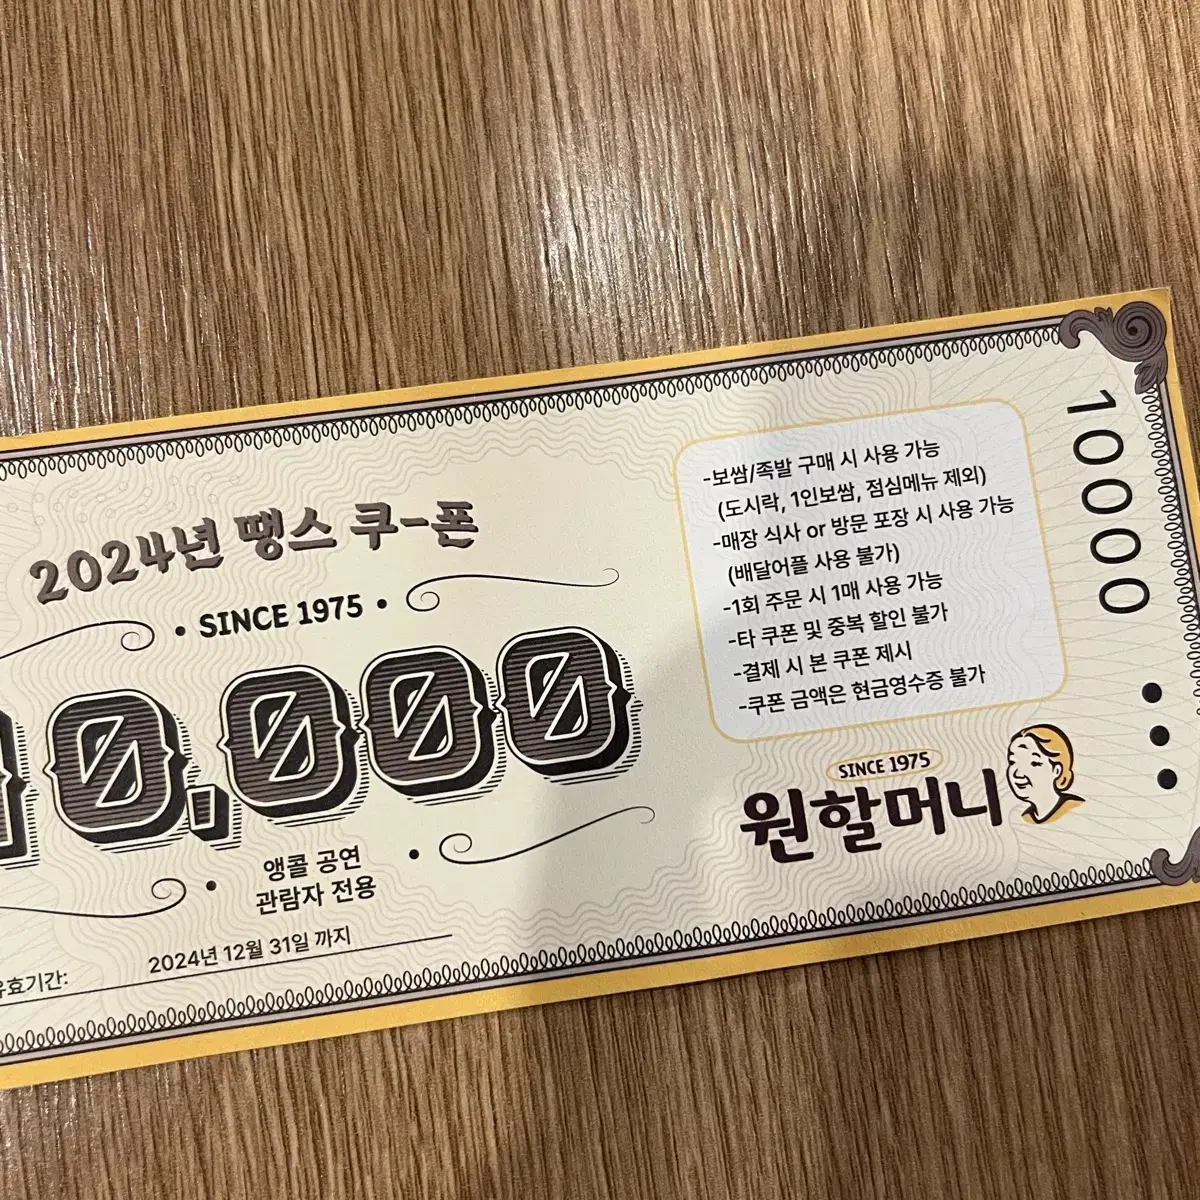 2024년 땡스 쿠-폰
SINCE 1975
10,000
앵콜 공연
관람자 전용
유효기간:
2024년 12월 31일 까지
-보쌈/족발 구매 시 사용 가능
(도시락, 1인보쌈, 점심메뉴 제외)
-매장 식사 or 방문 포장 시 사용 가능
(배달어플 사용 불가)
-1회 주문 시 1매 사용 가능
-타 쿠폰 및 중복 할인 불가
-결제 시 본 쿠폰 제시
-쿠폰 금액은 현금영수증 불가
SINCE 1975
원할머니
10000